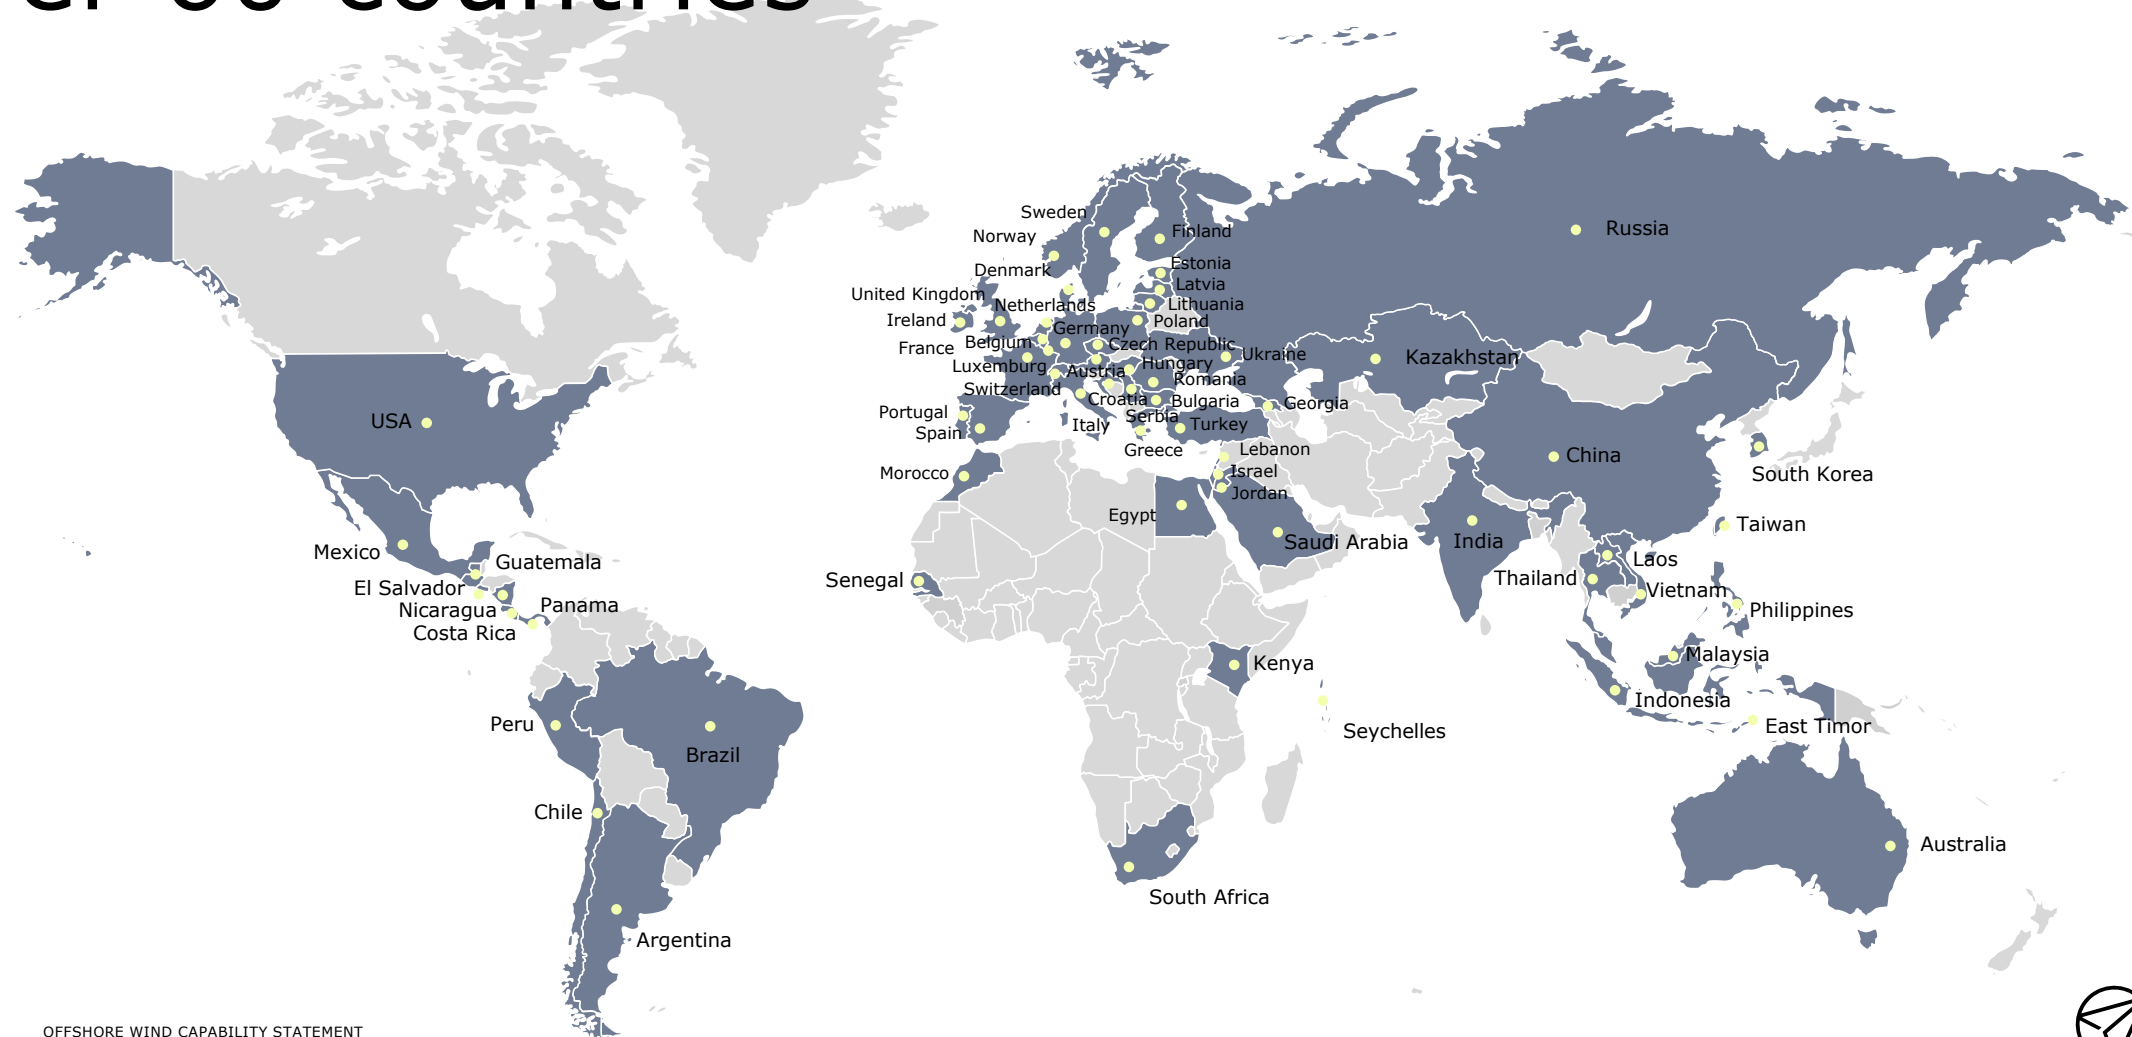 er 60 countries
Sweden
Finland
Russia
Norway
Estonia
Denmark
Latvia
United Kingdom
Netherlands
Lithuania
Ireland
Poland
Germany
Belgium
Czech Republic
France
Ukraine
Kazakhstan
Luxemburg
Hungary
Austria
Romania
Switzerland
Croatia
Bulgaria
Georgia
Portugal
Serbia
USA
Italy
Turkey
Spain
Greece
Lebanon
China
Morocco
Israel
South Korea
Jordan
Egypt
Taiwan
Saudi Arabia
India
Mexico
Guatemala
Laos
Senegal
Thailand
El Salvador
Vietnam
Nicaragua
Panama
Philippines
Costa Rica
Malaysia
Kenya
Indonesia
Peru
Seychelles
East Timor
Brazil
Chile
Australia
South Africa
Argentina
OFFSHORE WIND CAPABILITY STATEMENT